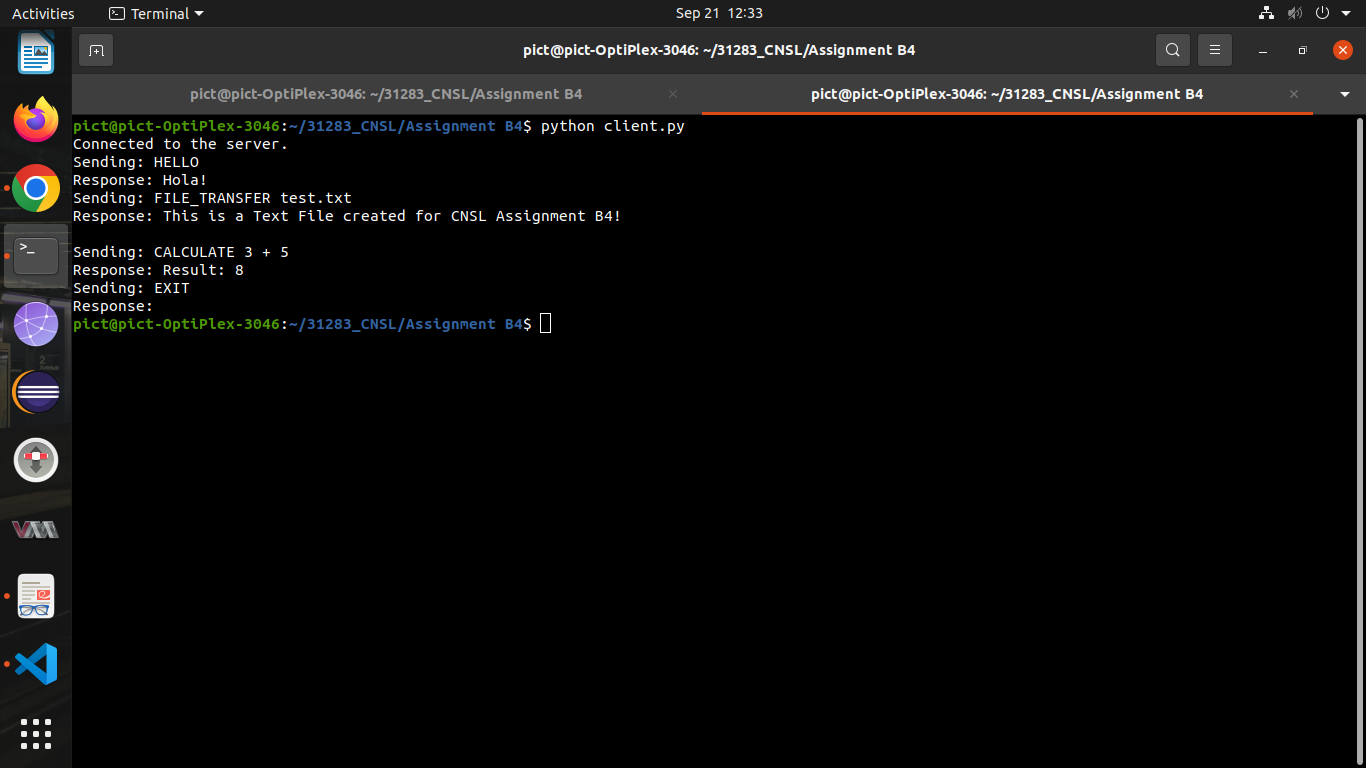 Activities
Terminal
Sep 21 12:33
pict@pict-OptiPlex-3046: ~/31283_CNSL/Assignment B4
pict@pict-OptiPlex-3046: ~/31283_CNSL/Assignment B4
pict@pict-OptiPlex-3046: ~/31283_CNSL/Assignment B4
pict@pict-OptiPlex-3046:~/31283_CNSL/Assignment B4$ python client.py
Connected to the server.
Sending: HELLO
Response: Hola!
Sending: FILE_TRANSFER test.txt
Response: This is a Text File created for CNSL Assignment B4!
Sending: CALCULATE 3 + 5
Response: Result: 8
Sending: EXIT
Response:
pict@pict-OptiPlex-3046:~/31283_CNSL/Assignment B4$